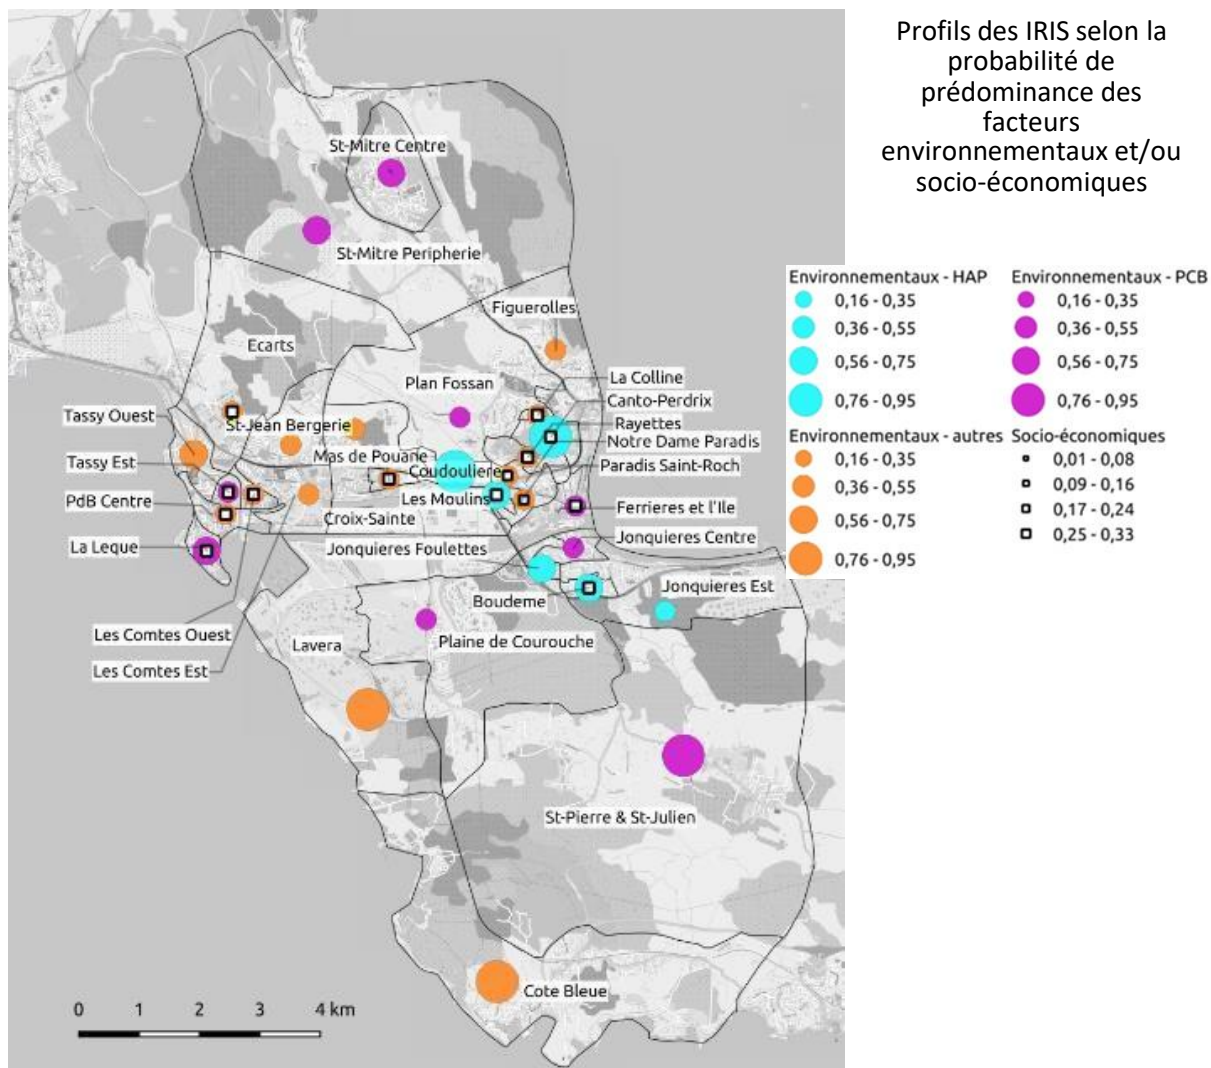 Profils des IRIS selon la
probabilité de
prédominance des
facteurs
environnementaux et/ou
socio-économiques
St-Mitre Centre
St-Mitre Peripherie
Figuerolles
Ecarts
Plan Fossan
La Colline
Canto-Perdrix
Rayettes
Notre Dame Paradis
Paradis Saint-Roch
Tassy Ouest
St-Jean Bergerie
Mas de Pouane
Tassy Est
Coudouliere
PdB Centre
Les Moulins
Ferrieres et l'Ile
Croix-Sainte
La Leque
Jonquieres Foulettes
Jonquieres Centre
Jonquieres Est
Boudeme
Les Comtes Ouest
Lavera
Plaine de Courouche
Les Comtes Est
St-Pierre & St-Julien
Cote Bleue
0 1 2 3 4 km
Environnementaux - HAP
0,16 - 0,35
0,36 - 0,55
0,56 - 0,75
0,76 - 0,95
Environnementaux - PCB
0,16 - 0,35
0,36 - 0,55
0,56 - 0,75
0,76 - 0,95
Environnementaux - autres
0,16 - 0,35
0,36 - 0,55
0,56 - 0,75
0,76 - 0,95
Socio-économiques
0,01 - 0,08
0,09 - 0,16
0,17 - 0,24
0,25 - 0,33